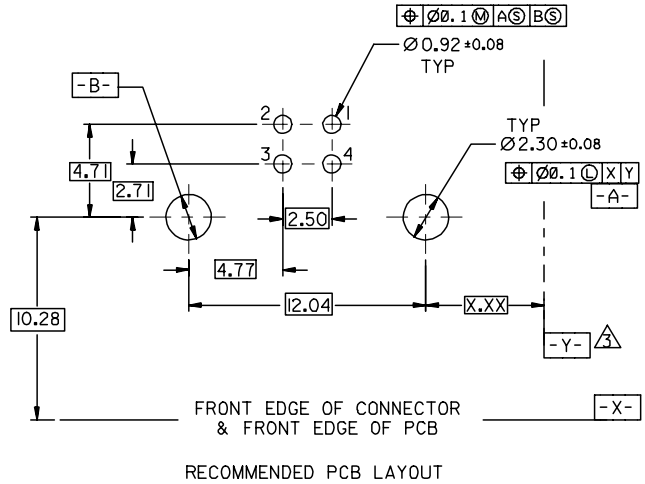 ⌖ Ø0.1 Ⓜ A Ⓢ B Ⓢ
Ø0.92 ±0.08
TYP
-B-
2 1
3 4
TYP
Ø2.30 ±0.08
⌖ Ø0.1 Ⓛ X Y
-A-
4.71
2.71
2.50
4.77
12.04
X.XX
10.28
-Y- 3
FRONT EDGE OF CONNECTOR
& FRONT EDGE OF PCB
-X-
RECOMMENDED PCB LAYOUT